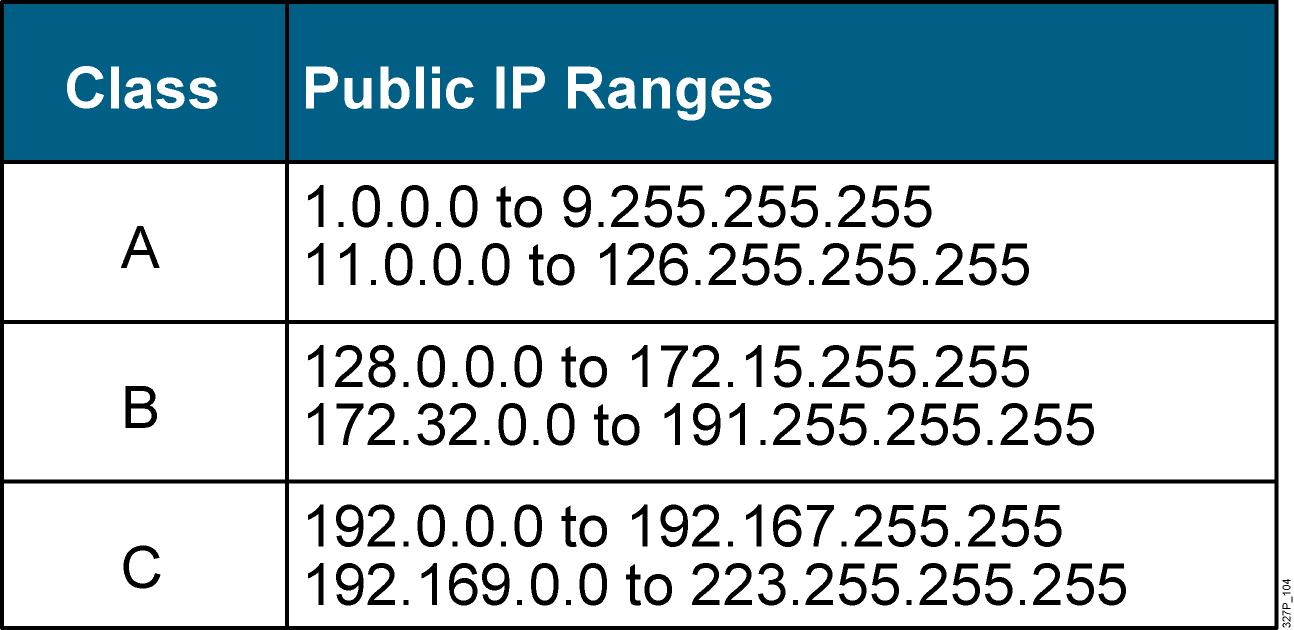 Class
Public IP Ranges
A
1.0.0.0 to 9.255.255.255
11.0.0.0 to 126.255.255.255
B
128.0.0.0 to 172.15.255.255
172.32.0.0 to 191.255.255.255
C
192.0.0.0 to 192.167.255.255
192.169.0.0 to 223.255.255.255
327P_104